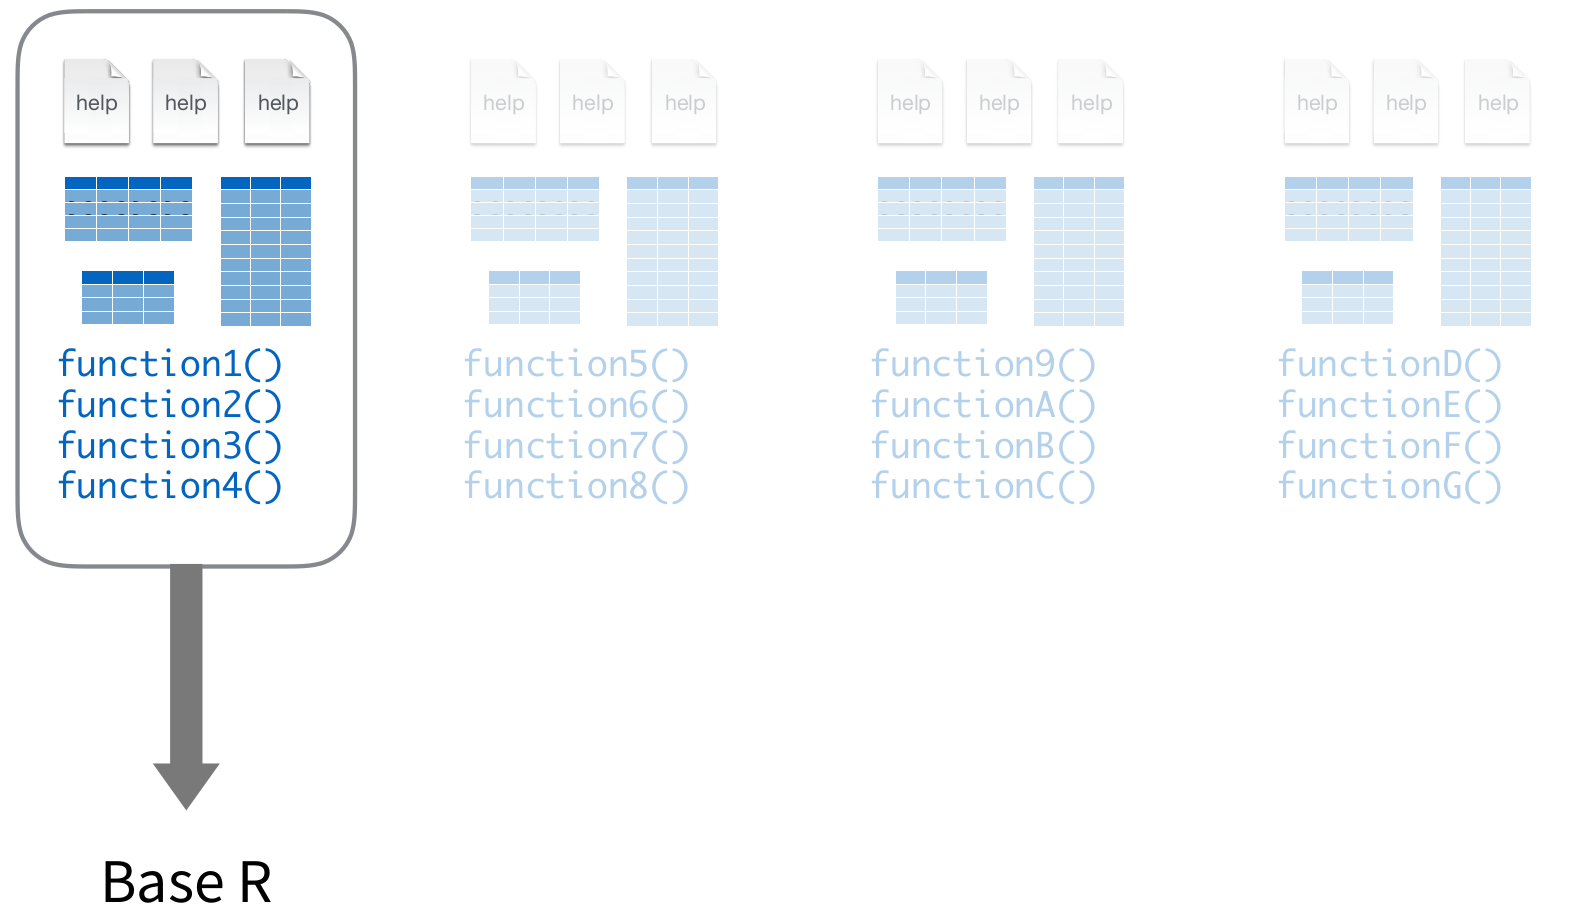 help help help
function1()
function2()
function3()
function4()
help help help
function5()
function6()
function7()
function8()
help help help
function9()
functionA()
functionB()
functionC()
help help help
functionD()
functionE()
functionF()
functionG()
Base R